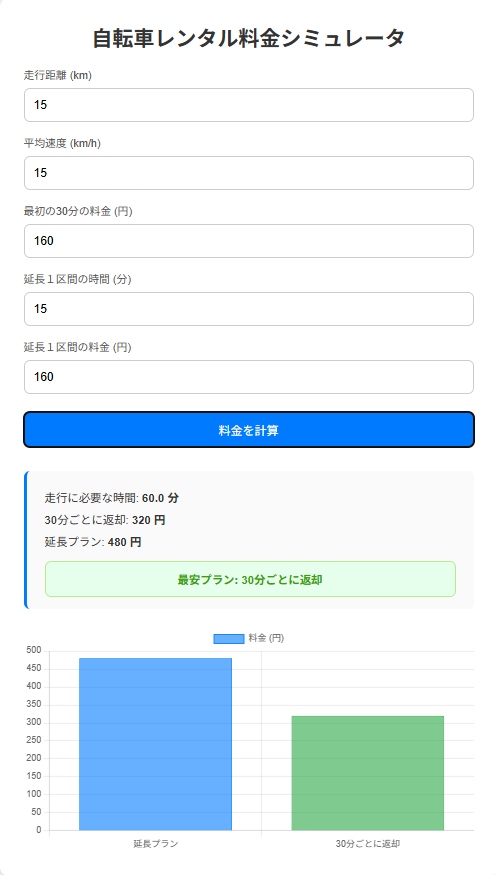 自転車レンタル料金シミュレータ
走行距離 (km)
15
平均速度 (km/h)
15
最初の30分の料金 (円)
160
延長１区間の時間 (分)
15
延長１区間の料金 (円)
160
料金を計算
走行に必要な時間: 60.0 分
30分ごとに返却: 320 円
延長プラン: 480 円
最安プラン: 30分ごとに返却
料金 (円)
500
450
400
350
300
250
200
150
100
50
0
延長プラン
30分ごとに返却